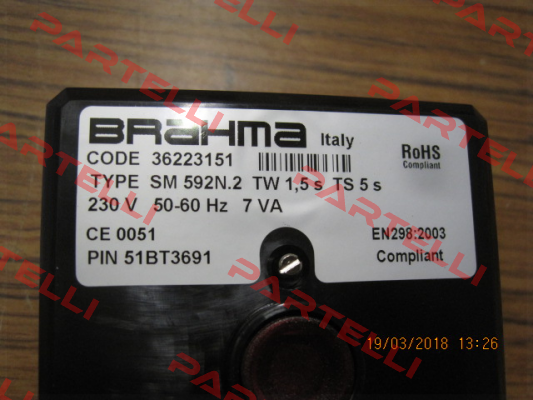 BRAHMA Italy
RoHS
Compliant
CODE 36223151
TYPE SM 592N.2 TW 1,5 s TS 5 s
230 V 50-60 Hz 7 VA
CE 0051
EN298:2003
PIN 51BT3691
Compliant
19/03/2018 13:26
PARTELLI
PARTELLI
PARTELLI
PARTELLI
PARTELLI
PARTELLI